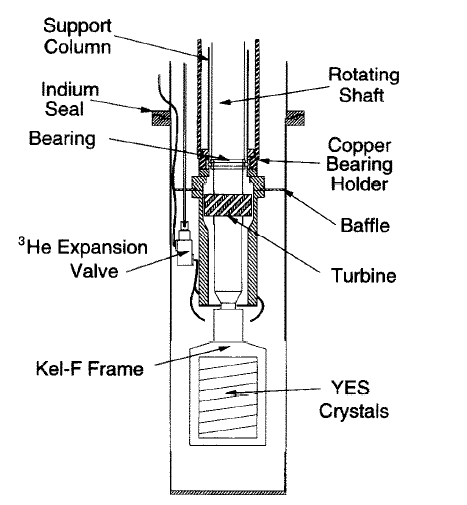 Support
Column
Indium
Seal
Bearing
Rotating
Shaft
Copper
Bearing
Holder
Baffle
³He Expansion
Valve
Turbine
Kel-F Frame
YES
Crystals